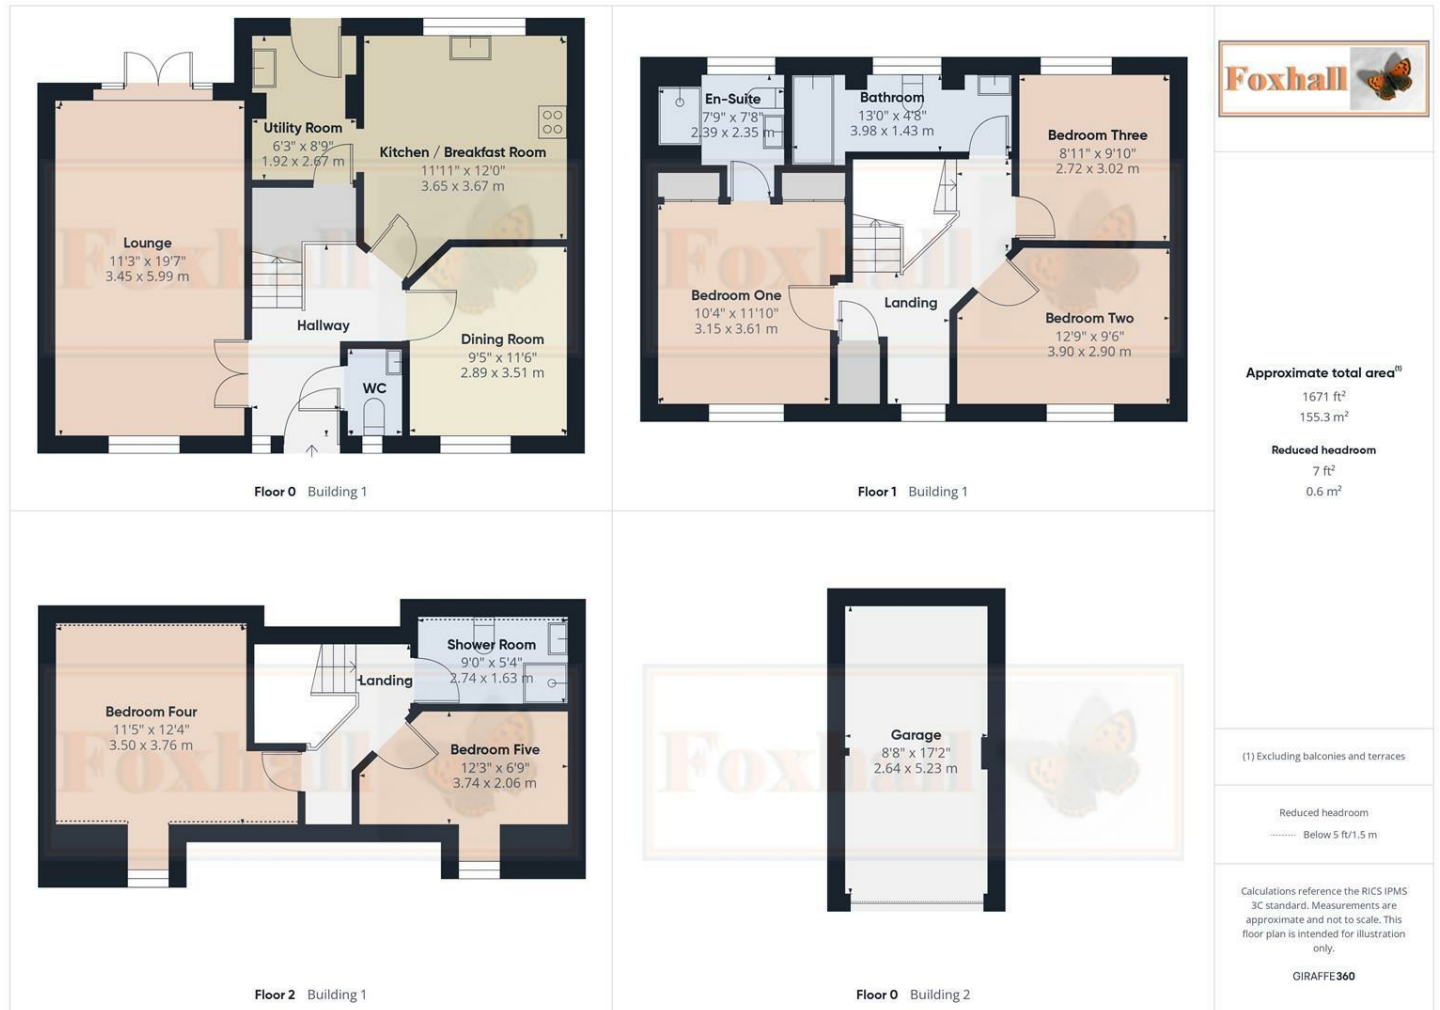 Utility Room
6'3" x 8'9"
1.92 x 2.67 m
Kitchen / Breakfast Room
11'11" x 12'0"
3.65 x 3.67 m
Lounge
11'3" x 19'7"
3.45 x 5.99 m
Hallway
Dining Room
9'5" x 11'6"
2.89 x 3.51 m
WC
Foxhall
Floor 0 Building 1
En-Suite
7'9" x 7'8"
2.39 x 2.35 m
Bathroom
13'0" x 4'8"
3.98 x 1.43 m
Bedroom Three
8'11" x 9'10"
2.72 x 3.02 m
Bedroom One
10'4" x 11'10"
3.15 x 3.61 m
Landing
Bedroom Two
12'9" x 9'6"
3.90 x 2.90 m
Foxhall
Floor 1 Building 1
Bedroom Four
11'5" x 12'4"
3.50 x 3.76 m
Landing
Shower Room
9'0" x 5'4"
2.74 x 1.63 m
Bedroom Five
12'3" x 6'9"
3.74 x 2.06 m
Foxhall
Floor 2 Building 1
Garage
8'8" x 17'2"
2.64 x 5.23 m
Foxhall
Floor 0 Building 2
Foxhall
Approximate total area(1)
1671 ft²
155.3 m²
Reduced headroom
7 ft²
0.6 m²
(1) Excluding balconies and terraces
Reduced headroom
Below 5 ft/1.5 m
Calculations reference the RICS IPMS
3C standard. Measurements are
approximate and not to scale. This
floor plan is intended for illustration
only.
GIRAFFE360